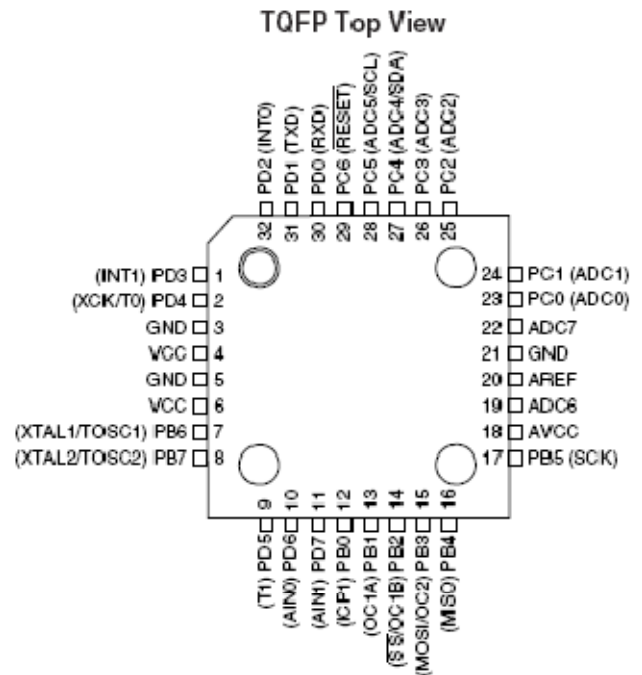 TQFP Top View
PD2 (INT0)
PD1 (TXD)
PD0 (RXD)
PC6 (RESET)
PC5 (ADC5/SCL)
PC4 (ADC4/SDA)
PC3 (ADC3)
PC2 (ADC2)
32
31
30
29
28
27
26
25
(INT1) PD3 1
(XCK/T0) PD4 2
GND 3
VCC 4
GND 5
VCC 6
(XTAL1/TOSC1) PB6 7
(XTAL2/TOSC2) PB7 8
24 PC1 (ADC1)
23 PC0 (ADC0)
22 ADC7
21 GND
20 AREF
19 ADC6
18 AVCC
17 PB5 (SCK)
9
10
11
12
13
14
15
16
(T1) PD5
(AIN0) PD6
(AIN1) PD7
(ICP1) PB0
(OC1A) PB1
(SS/OC1B) PB2
(MOSI/OC2) PB3
(MISO) PB4